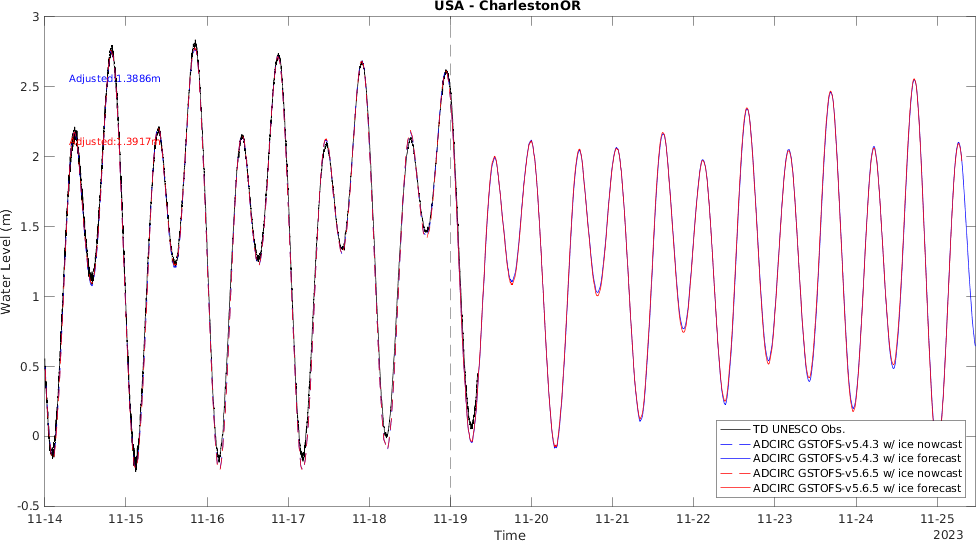 USA - CharlestonOR
3
2.5
2
1.5
1
0.5
0
-0.5
Water Level (m)
Adjusted:1.3886m
Adjusted:1.3917m
TD UNESCO Obs.
ADCIRC GSTOFS-v5.4.3 w/ ice nowcast
ADCIRC GSTOFS-v5.4.3 w/ ice forecast
ADCIRC GSTOFS-v5.6.5 w/ ice nowcast
ADCIRC GSTOFS-v5.6.5 w/ ice forecast
11-14 11-15 11-16 11-17 11-18 11-19 11-20 11-21 11-22 11-23 11-24 11-25
Time
2023